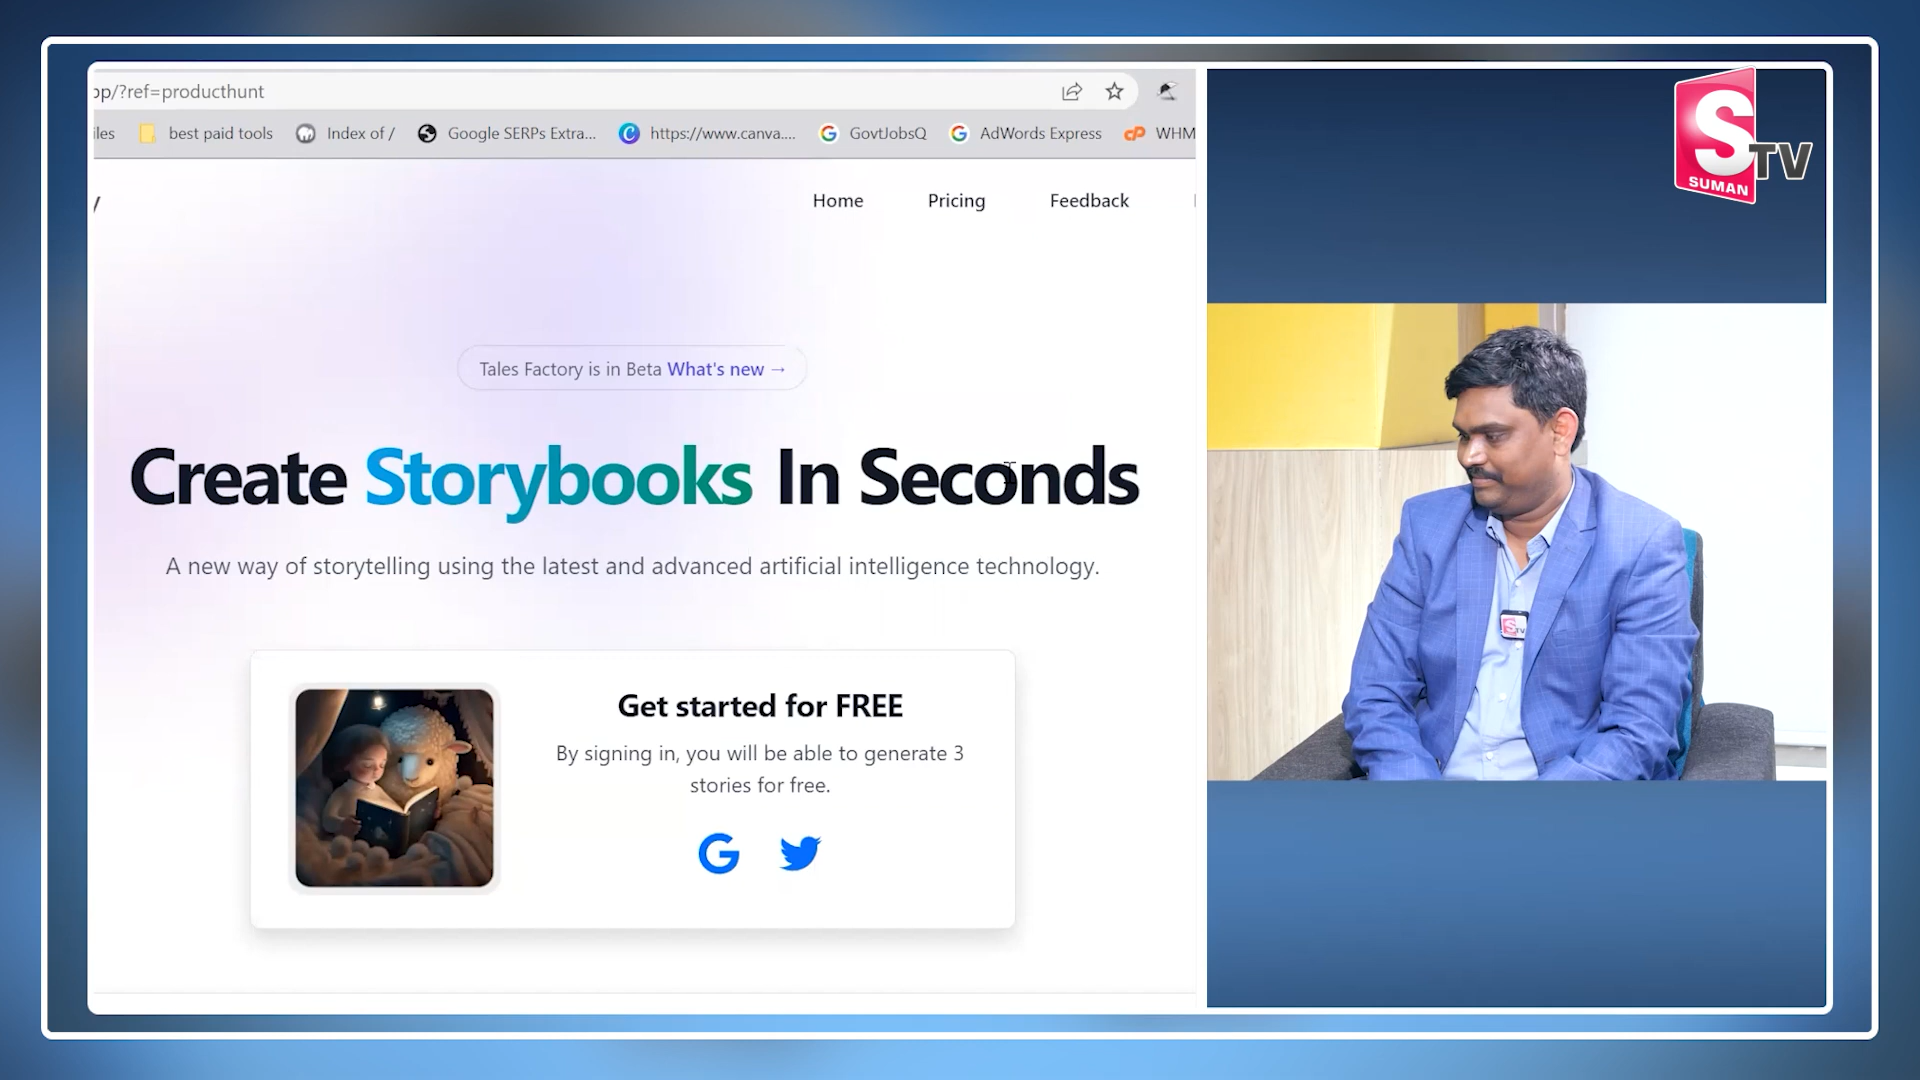 pp/?ref=producthunt
iles best paid tools Index of / Google SERPs Extra... https://www.canva.... GovtJobsQ AdWords Express WHM
y Home Pricing Feedback
Tales Factory is in Beta What's new →
Create Storybooks In Seconds
A new way of storytelling using the latest and advanced artificial intelligence technology.
Get started for FREE
By signing in, you will be able to generate 3
stories for free.
S TV
SUMAN
S TV